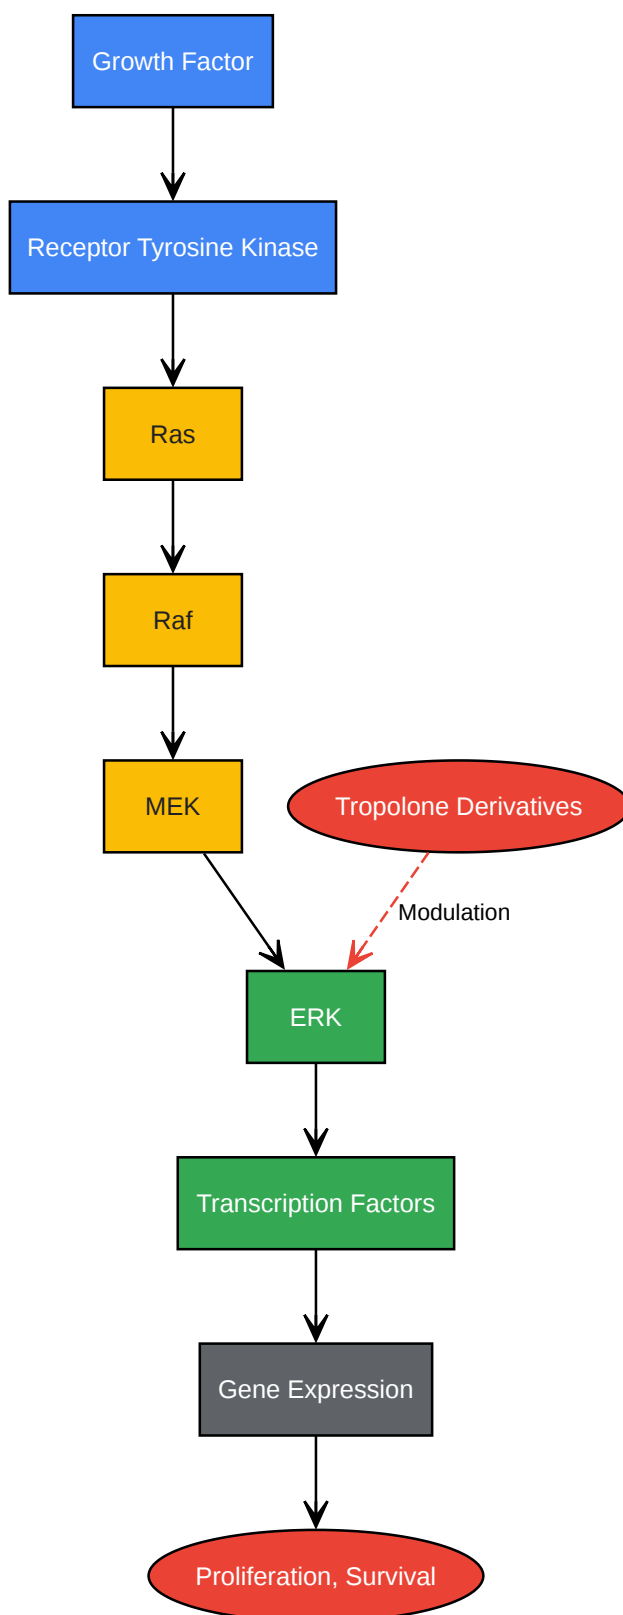 Growth Factor
Receptor Tyrosine Kinase
Ras
Raf
MEK
Tropolone Derivatives
Modulation
ERK
Transcription Factors
Gene Expression
Proliferation, Survival